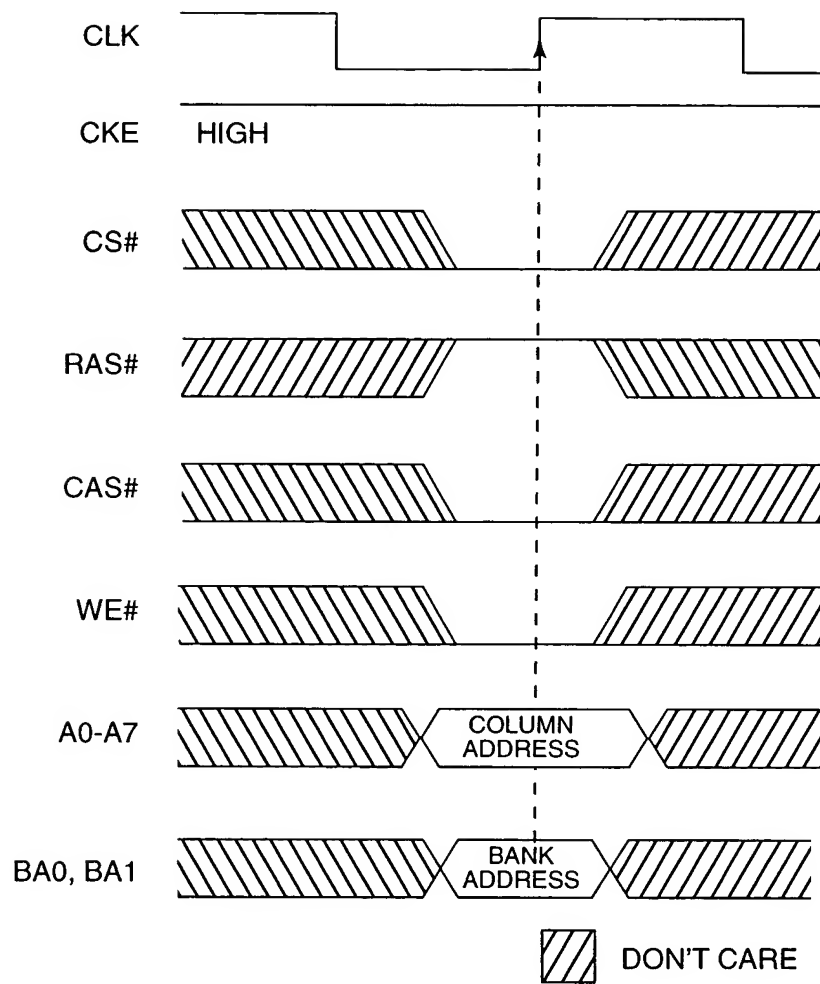 CLK
CKE HIGH
CS#
RAS#
CAS#
WE#
A0-A7 COLUMN
ADDRESS
BA0, BA1 BANK
ADDRESS
DON'T CARE